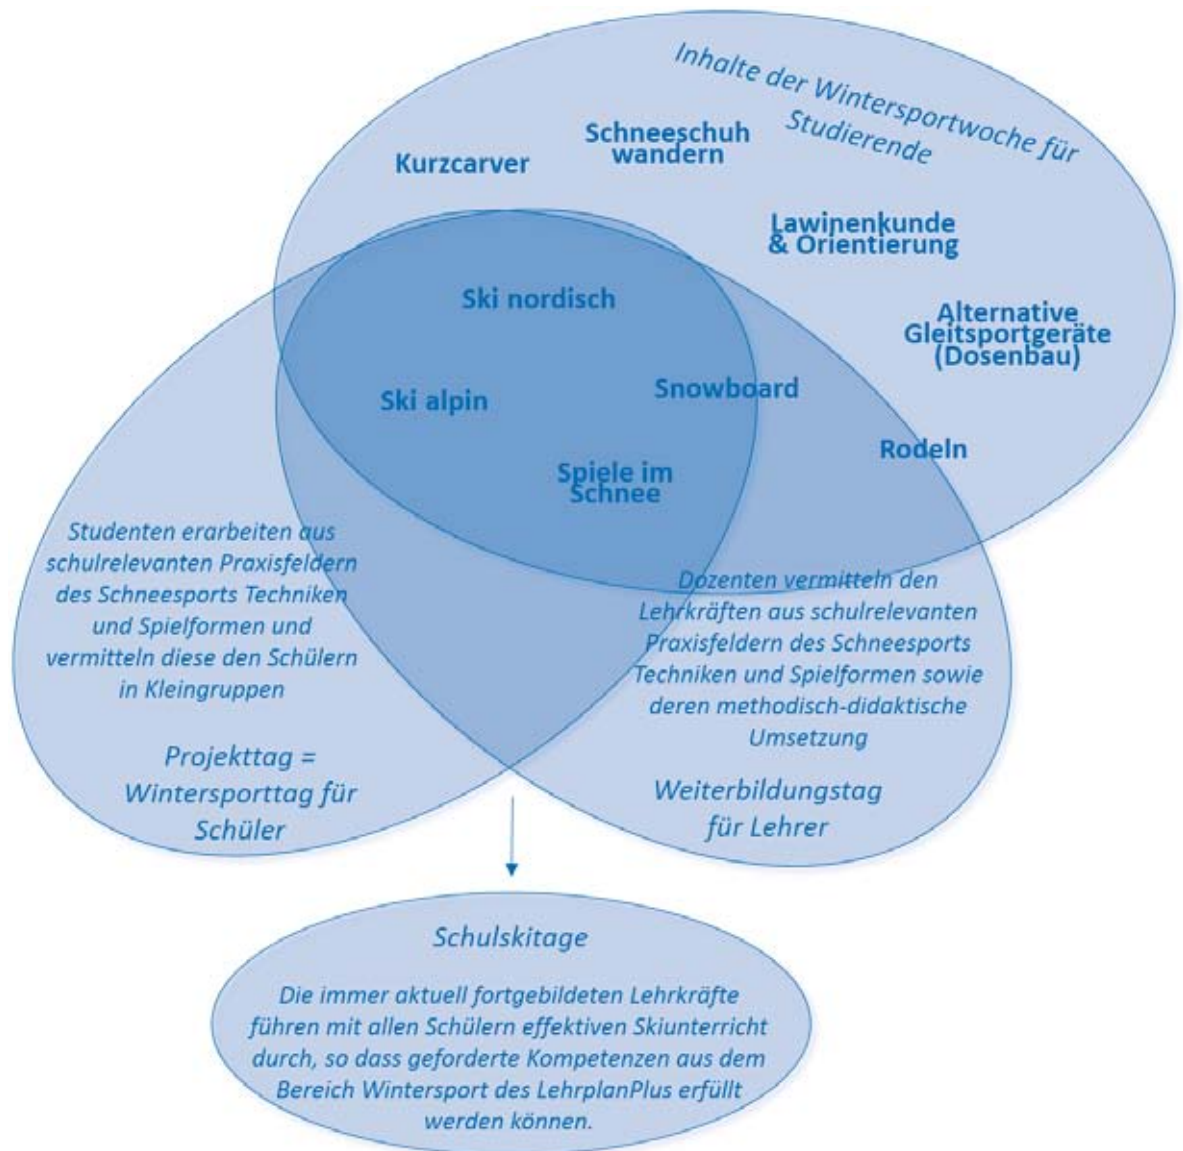 Inhalte der Wintersportwoche für
Studierende
Schneeschuh
wandern
Kurzcarver
Lawinenkunde
& Orientierung
Alternative
Gleitsportgeräte
(Dosenbau)
Ski nordisch
Ski alpin
Snowboard
Rodeln
Spiele im
Schnee
Studenten erarbeiten aus
schulrelevanten Praxisfeldern
des Schneesports Techniken
und Spielformen und
vermitteln diese den Schülern
in Kleingruppen
Projekttag =
Wintersporttag für
Schüler
Dozenten vermitteln den
Lehrkräften aus schulrelevanten
Praxisfeldern des Schneesports
Techniken und Spielformen sowie
deren methodisch-didaktische
Umsetzung
Weiterbildungstag
für Lehrer
Schulskitage
Die immer aktuell fortgebildeten Lehrkräfte
führen mit allen Schülern effektiven Skiunterricht
durch, so dass geforderte Kompetenzen aus dem
Bereich Wintersport des LehrplanPlus erfüllt
werden können.